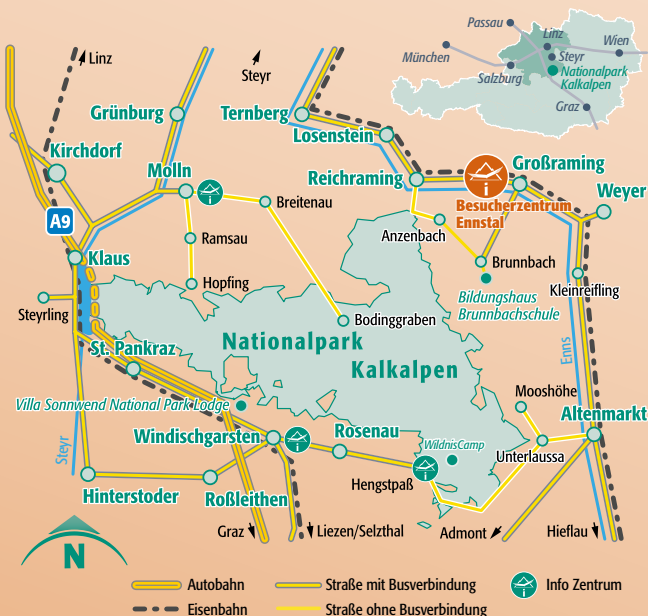 Passau
Linz
Wien
München
Steyr
Salzburg
Nationalpark
Kalkalpen
Graz
Linz
Steyr
Grünburg
Ternberg
Losenstein
Kirchdorf
Molln
Reichraming
Großraming
Weyer
Besucherzentrum
Ennstal
A9
Breitenau
Anzenbach
Ramsau
Klaus
Brunnbach
Hopfing
Bildungshaus
Brunnbachschule
Kleinreifling
Steyrling
Bodinggraben
Nationalpark
Kalkalpen
St. Pankraz
Enns
Mooshöhe
Villa Sonnwend National Park Lodge
Altenmarkt
Windischgarsten
Rosenau
WildnisCamp
Unterlaussa
Steyr
Hengstpaß
Hinterstoder
Roßleithen
Graz
Liezen/Selzthal
Admont
Hieflau
N
Autobahn
Straße mit Busverbindung
Info Zentrum
Eisenbahn
Straße ohne Busverbindung